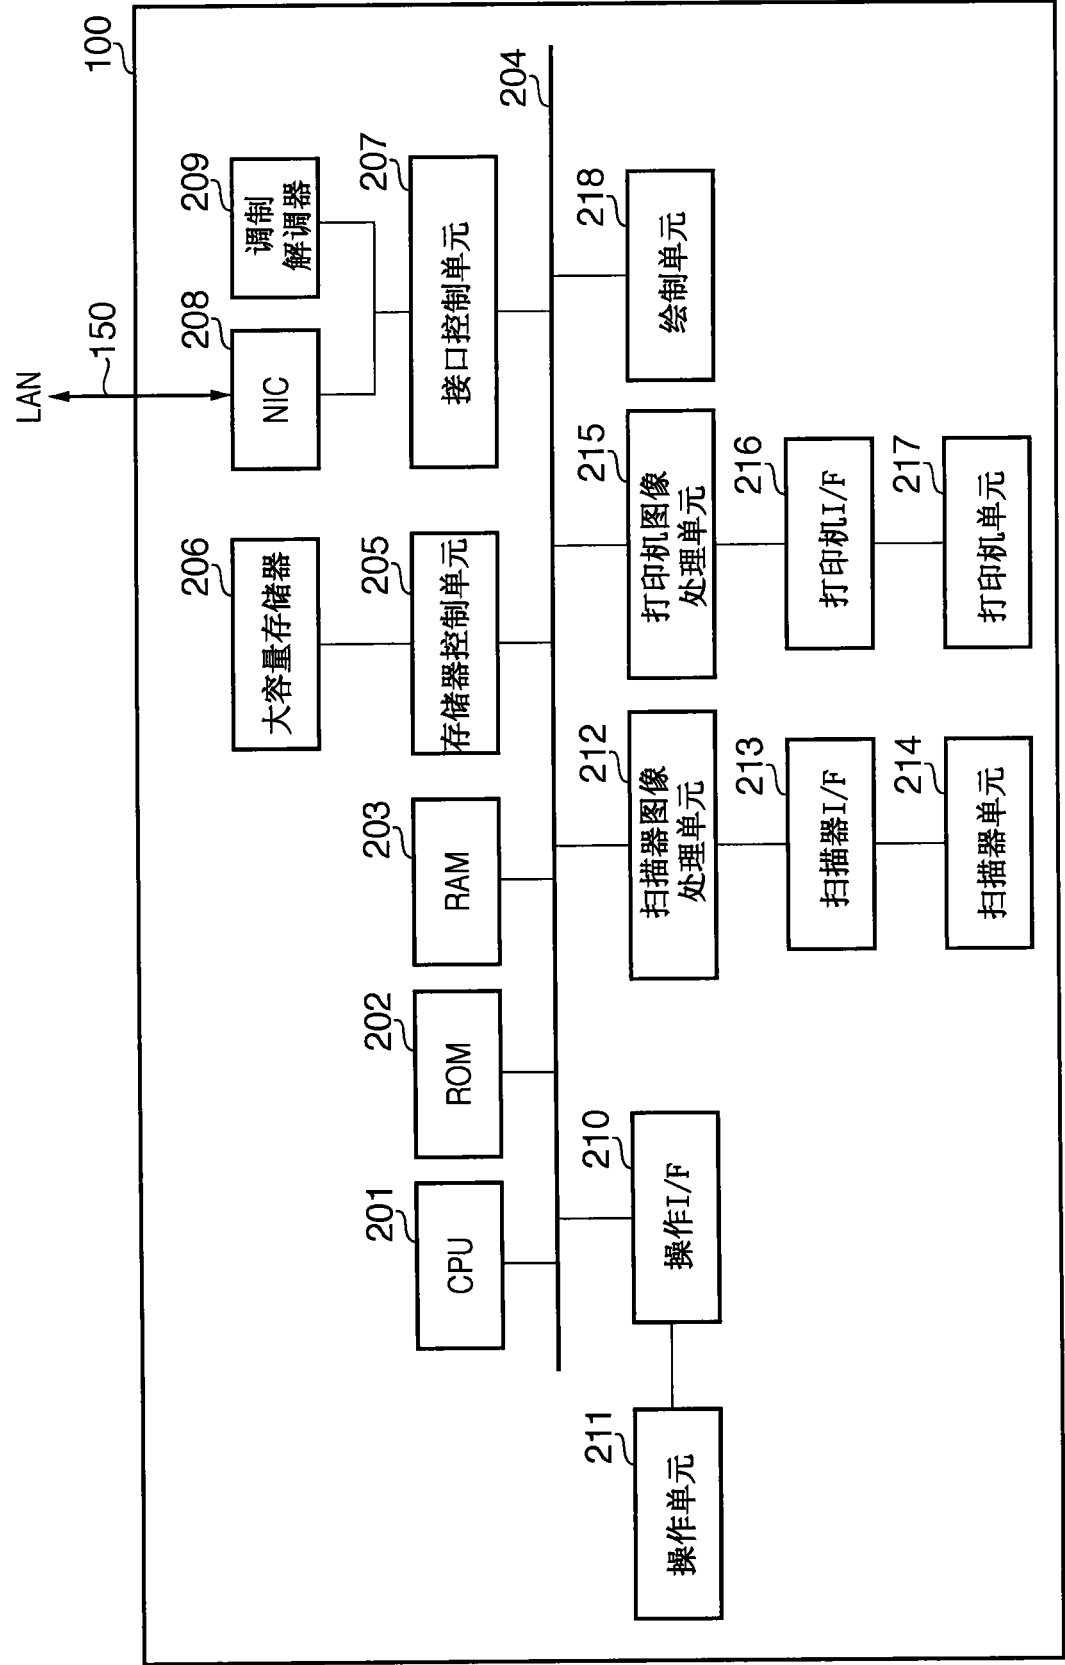 100
LAN
150
201
CPU
202
ROM
203
RAM
206
大容量存储器
205
存储器控制单元
208
NIC
209
调制
解调器
207
接口控制单元
204
211
操作单元
210
操作I/F
212
扫描器图像
处理单元
213
扫描器I/F
214
扫描器单元
215
打印机图像
处理单元
216
打印机I/F
217
打印机单元
218
绘制单元